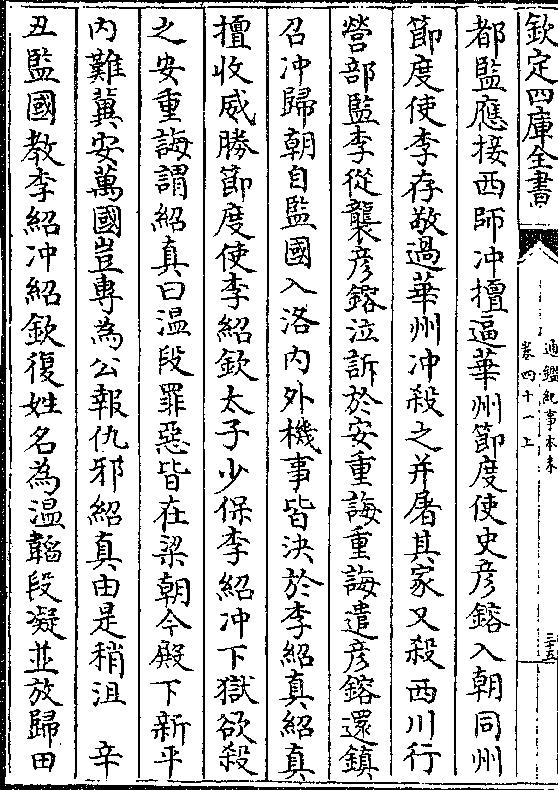 欽定四庫全書
通鑑紀事本末
卷四十一上
三五
都監應接西師冲擅逼華州節度使史彦鎔入朝同州
節度使李存敬過華州冲殺之并屠其家又殺西川行
營部監李從襲彦鎔泣訴於安重誨重誨遣彦鎔還鎮
召冲歸朝自監國入洛内外機事皆決於李紹真紹真
擅收威勝節度使李紹欽太子少保李紹冲下獄欲殺
之安重誨謂紹真曰温段罪惡皆在梁朝今殿下新平
内難冀安萬國豈專為公報仇邪紹真由是稍沮　辛
丑監國教李紹冲紹欽復姓名為温韜段凝並放歸田